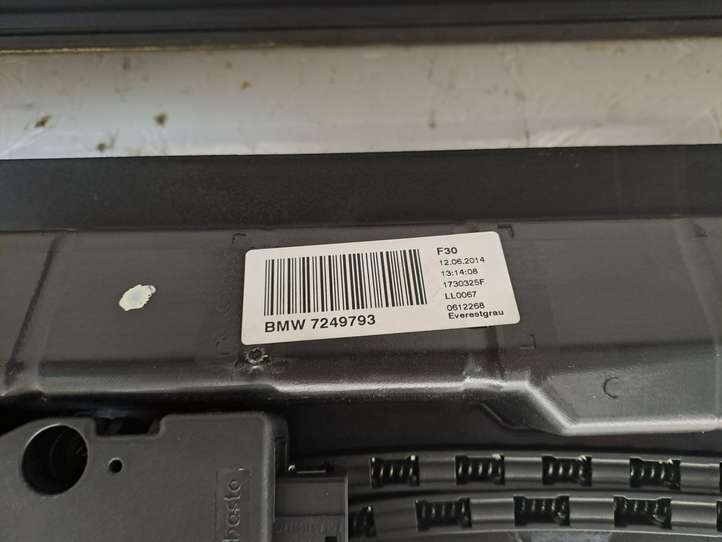 BMW 7249793
F30
12.06.2014
13:14:08
1730325F
LL0067
0612268
Everestgrau